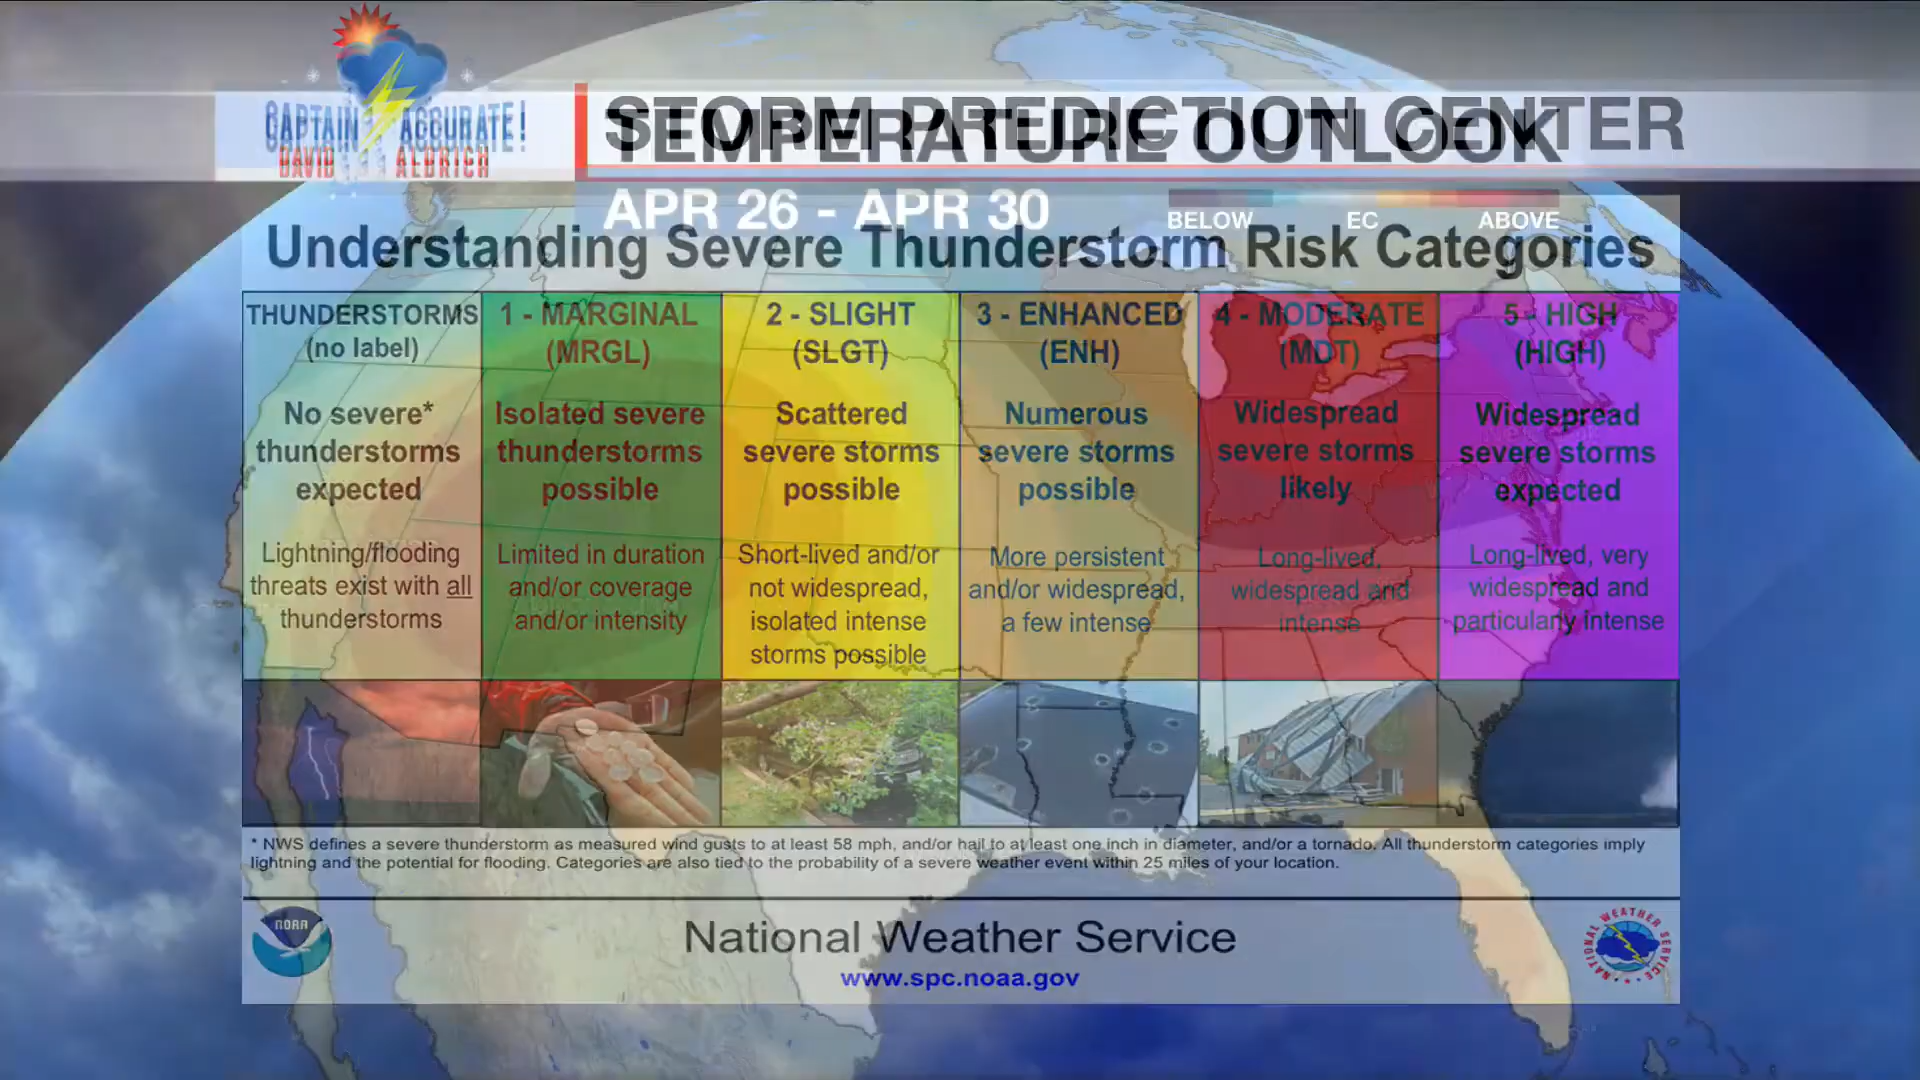 CAPTAIN ACCURATE!
DAVID ALDRICH
STORM PREDICTION CENTER
TEMPERATURE OUTLOOK
APR 26 - APR 30
BELOW EC ABOVE
Understanding Severe Thunderstorm Risk Categories
THUNDERSTORMS
(no label)
No severe*
thunderstorms
expected
Lightning/flooding
threats exist with all
thunderstorms
1 - MARGINAL
(MRGL)
Isolated severe
thunderstorms
possible
Limited in duration
and/or coverage
and/or intensity
2 - SLIGHT
(SLGT)
Scattered
severe storms
possible
Short-lived and/or
not widespread,
isolated intense
storms possible
3 - ENHANCED
(ENH)
Numerous
severe storms
possible
More persistent
and/or widespread,
a few intense
4 - MODERATE
(MDT)
Widespread
severe storms
likely
Long-lived,
widespread and
intense
5 - HIGH
(HIGH)
Widespread
severe storms
expected
Long-lived, very
widespread and
particularly intense
* NWS defines a severe thunderstorm as measured wind gusts to at least 58 mph, and/or hail to at least one inch in diameter, and/or a tornado. All thunderstorm categories imply
lightning and the potential for flooding. Categories are also tied to the probability of a severe weather event within 25 miles of your location.
NOAA
National Weather Service
www.spc.noaa.gov
NATIONAL WEATHER SERVICE